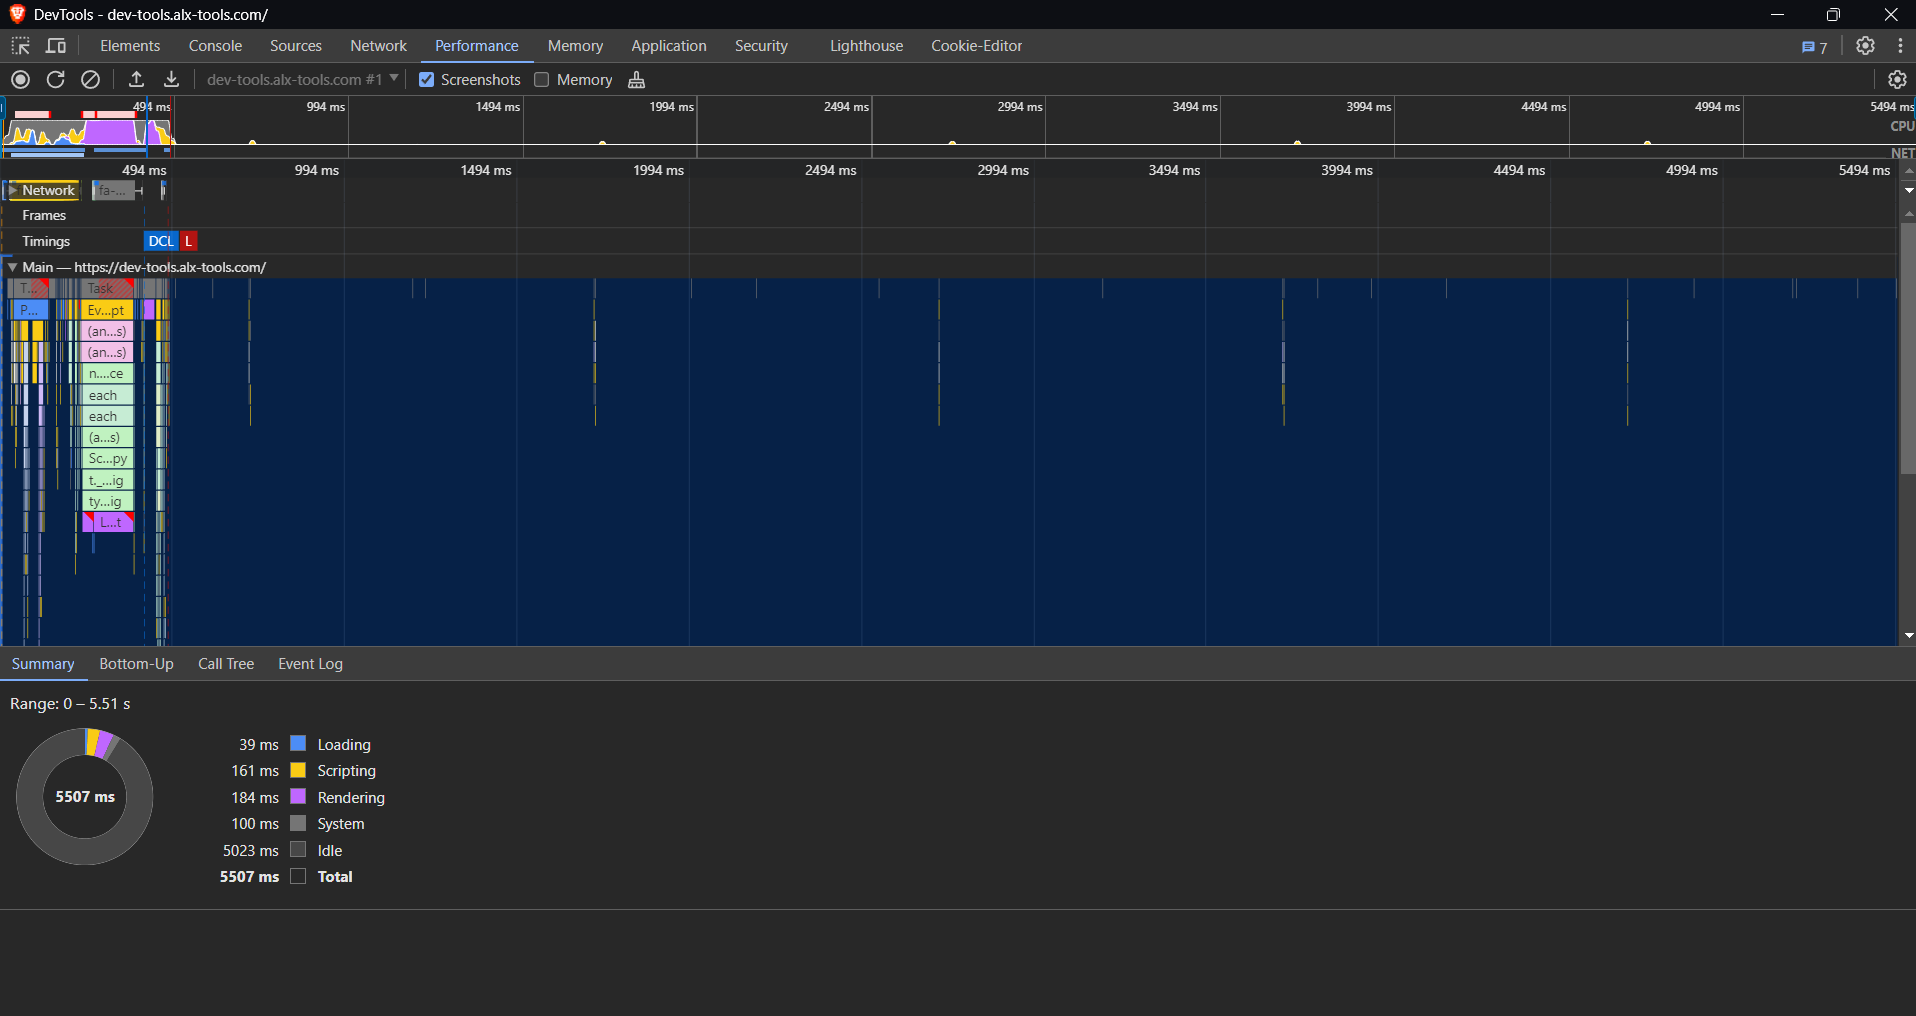 DevTools - dev-tools.alx-tools.com/
Elements Console Sources Network Performance Memory Application Security Lighthouse Cookie-Editor 7
dev-tools.alx-tools.com #1 Screenshots Memory
494 ms 994 ms 1494 ms 1994 ms 2494 ms 2994 ms 3494 ms 3994 ms 4494 ms 4994 ms 5494 ms
CPU
NET
494 ms 994 ms 1494 ms 1994 ms 2494 ms 2994 ms 3494 ms 3994 ms 4494 ms 4994 ms 5494 ms
Network fa-...
Frames
Timings DCL L
Main — https://dev-tools.alx-tools.com/
T... Task
P... Ev...pt
(an...s)
(an...s)
n....ce
each
each
(a...s)
Sc...py
t._...ig
ty...ig
L...t
Summary Bottom-Up Call Tree Event Log
Range: 0 – 5.51 s
39 ms Loading
161 ms Scripting
5507 ms
184 ms Rendering
100 ms System
5023 ms Idle
5507 ms Total